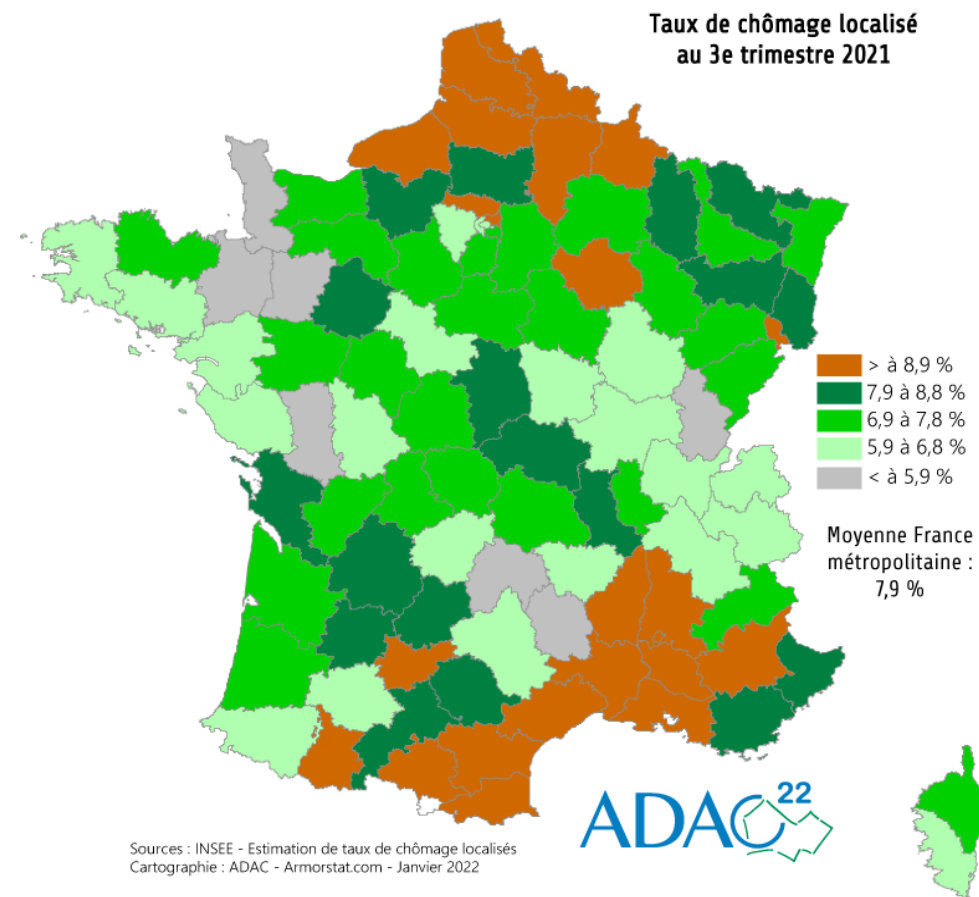 Taux de chômage localisé
au 3e trimestre 2021
> à 8,9 %
7,9 à 8,8 %
6,9 à 7,8 %
5,9 à 6,8 %
< à 5,9 %
Moyenne France
métropolitaine :
7,9 %
ADAC 22
Sources : INSEE - Estimation de taux de chômage localisés
Cartographie : ADAC - Armorstat.com - Janvier 2022